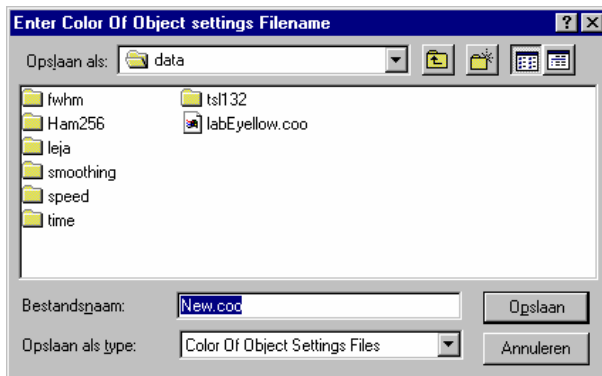 Enter Color Of Object settings Filename
Opslaan als: data
fwhm
Ham256
leja
smoothing
speed
time
tsl132
labEyellow.coo
Bestandsnaam: New.coo Opslaan
Opslaan als type: Color Of Object Settings Files Annuleren